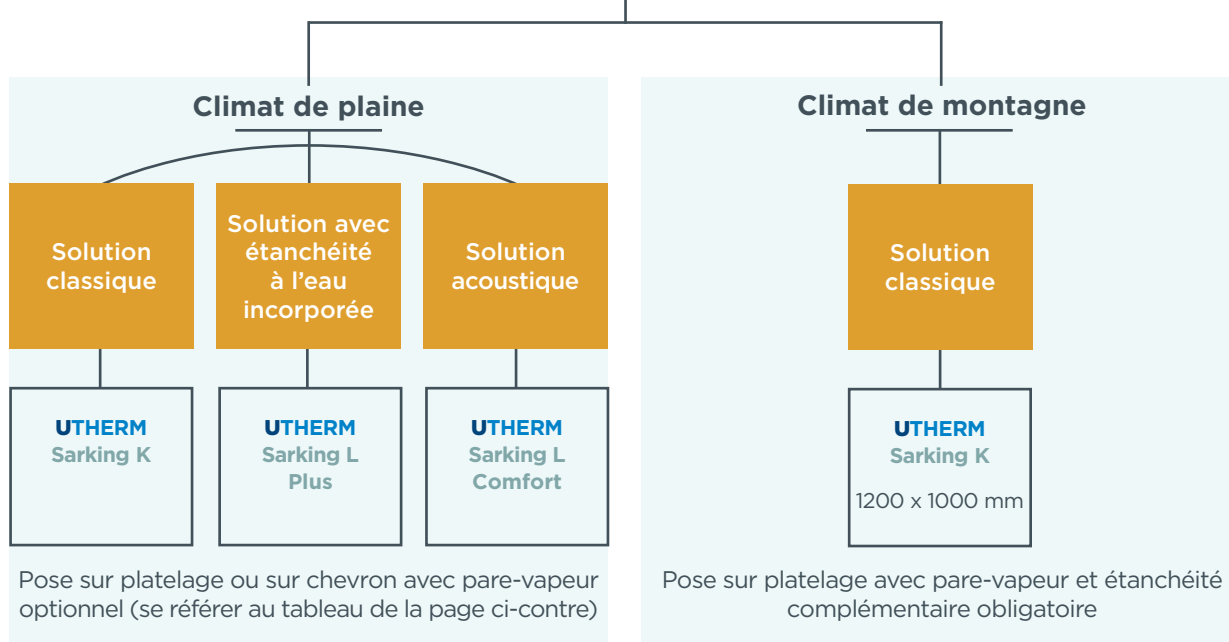 Climat de plaine
Solution
classique
Solution avec
étanchéité
à l’eau
incorporée
Solution
acoustique
UTHERM
Sarking K
UTHERM
Sarking L
Plus
UTHERM
Sarking L
Comfort
Pose sur platelage ou sur chevron avec pare-vapeur
optionnel (se référer au tableau de la page ci-contre)
Climat de montagne
Solution
classique
UTHERM
Sarking K
1200 x 1000 mm
Pose sur platelage avec pare-vapeur et étanchéité
complémentaire obligatoire